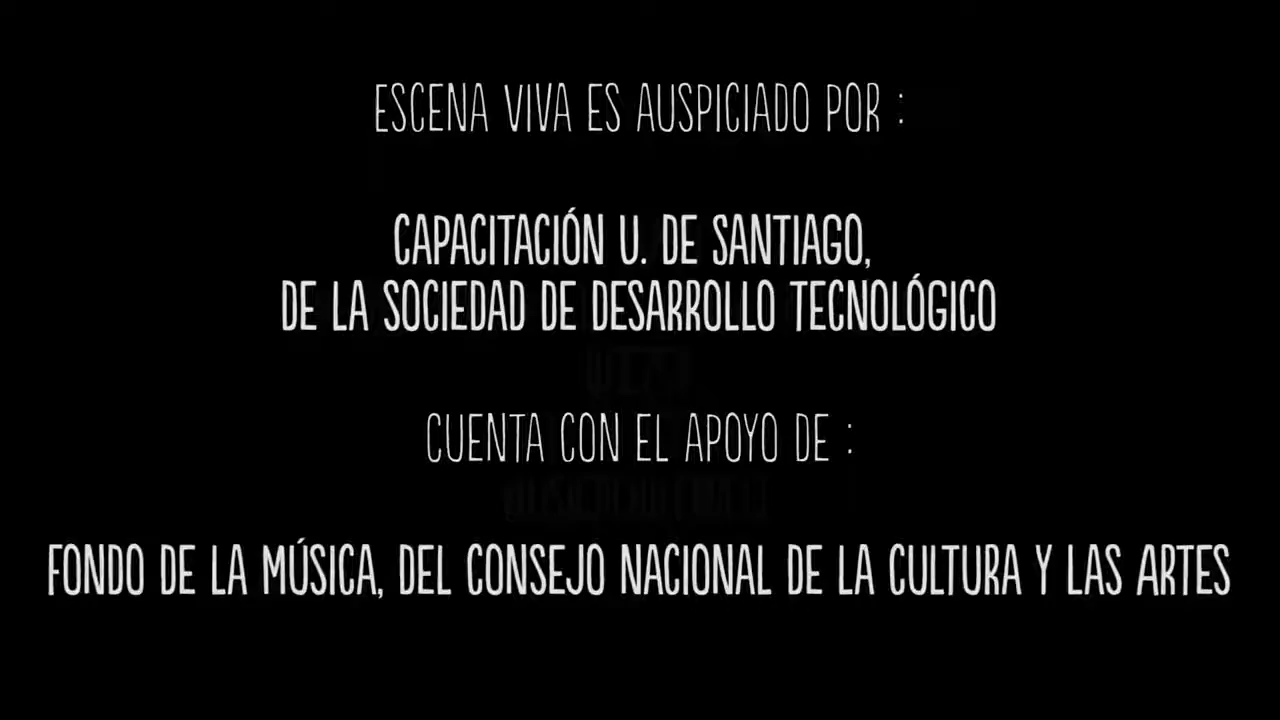 ESCENA VIVA ES AUSPICIADO POR :
CAPACITACIÓN U. DE SANTIAGO,
DE LA SOCIEDAD DE DESARROLLO TECNOLÓGICO
CUENTA CON EL APOYO DE :
FONDO DE LA MÚSICA, DEL CONSEJO NACIONAL DE LA CULTURA Y LAS ARTES